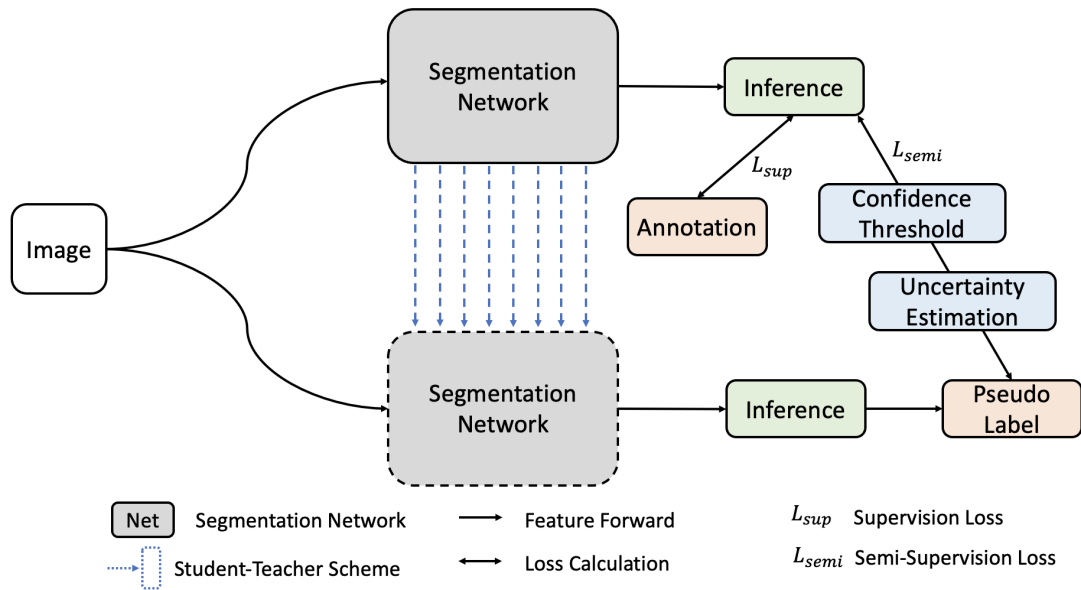 Segmentation
Network
Inference
L_sup
L_semi
Annotation
Confidence
Threshold
Image
Uncertainty
Estimation
Segmentation
Network
Inference
Pseudo
Label
Net Segmentation Network
Feature Forward
L_sup Supervision Loss
Student-Teacher Scheme
Loss Calculation
L_semi Semi-Supervision Loss